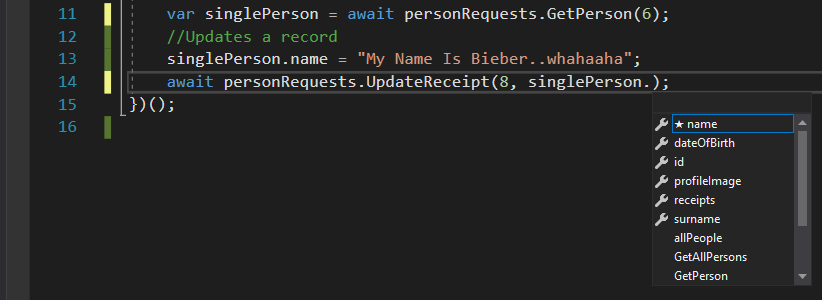 11 var singlePerson = await personRequests.GetPerson(6);
12 //Updates a record
13 singlePerson.name = "My Name Is Bieber..whahaaha";
14 await personRequests.UpdateReceipt(8, singlePerson.);
15 })();
16
★ name
dateOfBirth
id
profileImage
receipts
surname
allPeople
GetAllPersons
GetPerson